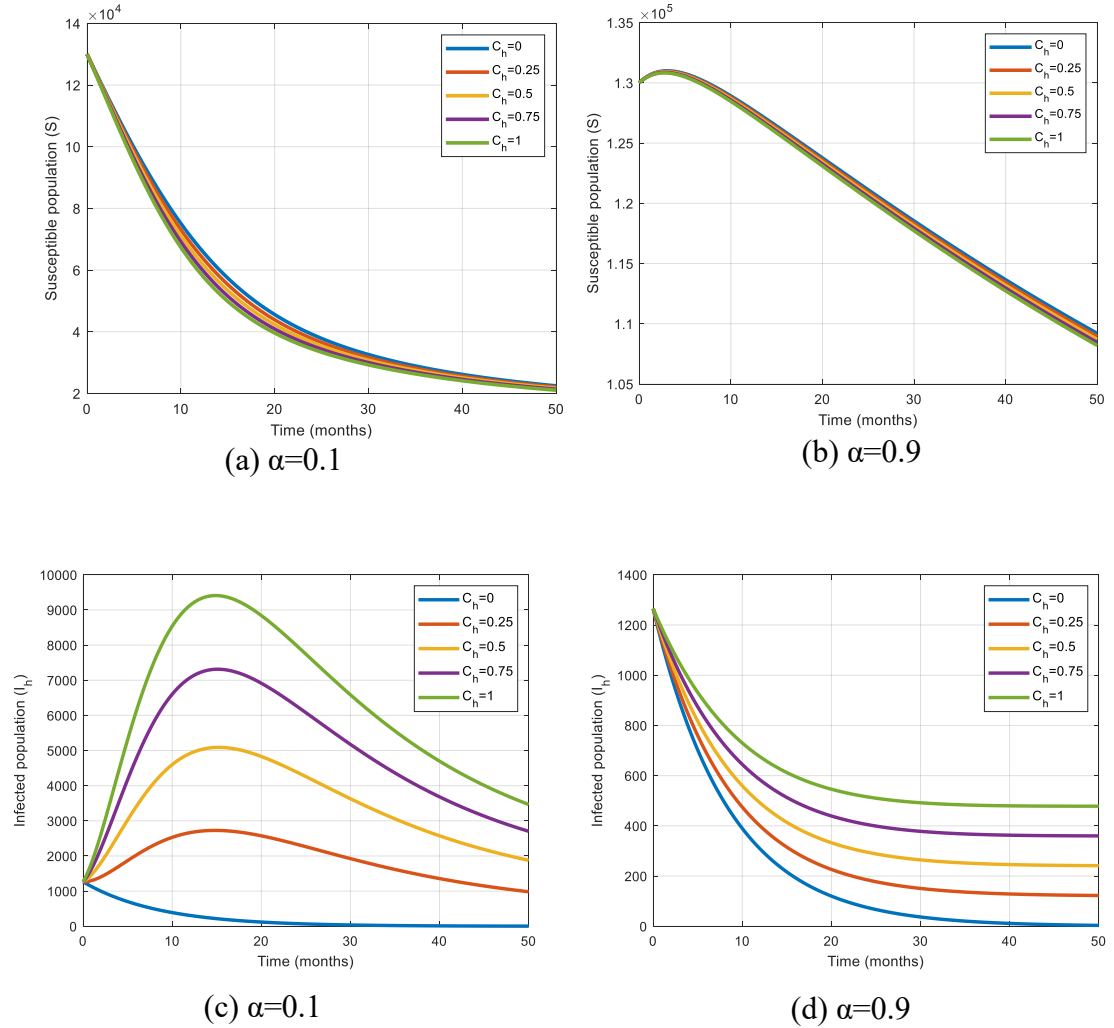 ×10⁴
14
12
10
8
6
4
2
Susceptible population (S)
0 10 20 30 40 50
Time (months)
C_h=0
C_h=0.25
C_h=0.5
C_h=0.75
C_h=1
(a) α=0.1
×10⁵
1.35
1.3
1.25
1.2
1.15
1.1
1.05
Susceptible population (S)
0 10 20 30 40 50
Time (months)
C_h=0
C_h=0.25
C_h=0.5
C_h=0.75
C_h=1
(b) α=0.9
10000
9000
8000
7000
6000
5000
4000
3000
2000
1000
0
Infected population (I_h)
0 10 20 30 40 50
Time (months)
C_h=0
C_h=0.25
C_h=0.5
C_h=0.75
C_h=1
(c) α=0.1
1400
1200
1000
800
600
400
200
0
Infected population (I_h)
0 10 20 30 40 50
Time (months)
C_h=0
C_h=0.25
C_h=0.5
C_h=0.75
C_h=1
(d) α=0.9